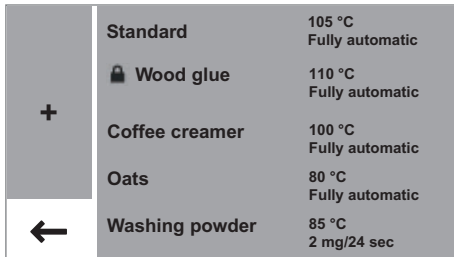 Standard
105 °C
Fully automatic
Wood glue
110 °C
Fully automatic
+
Coffee creamer
100 °C
Fully automatic
Oats
80 °C
Fully automatic
Washing powder
85 °C
2 mg/24 sec